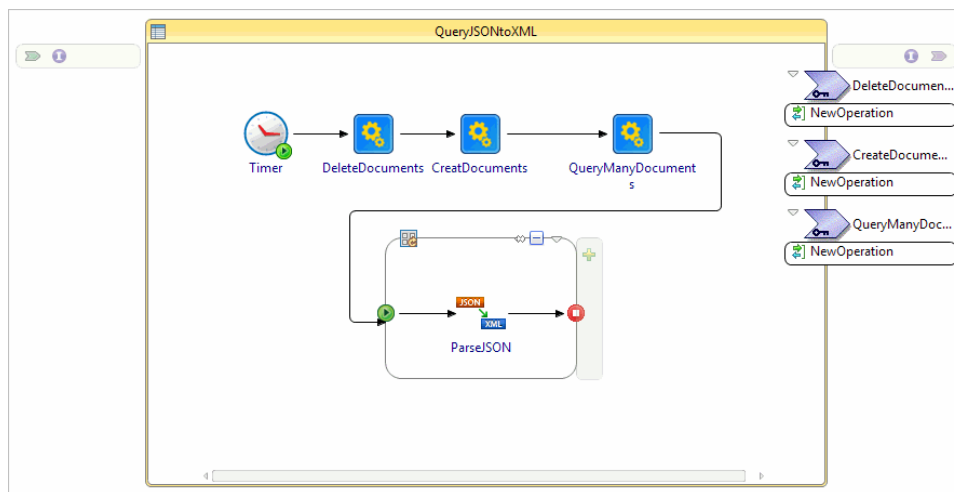 QueryJSONtoXML
DeleteDocumen...
NewOperation
CreateDocume...
NewOperation
QueryManyDoc...
NewOperation
Timer
DeleteDocuments
CreatDocuments
QueryManyDocument
s
JSON
XML
ParseJSON